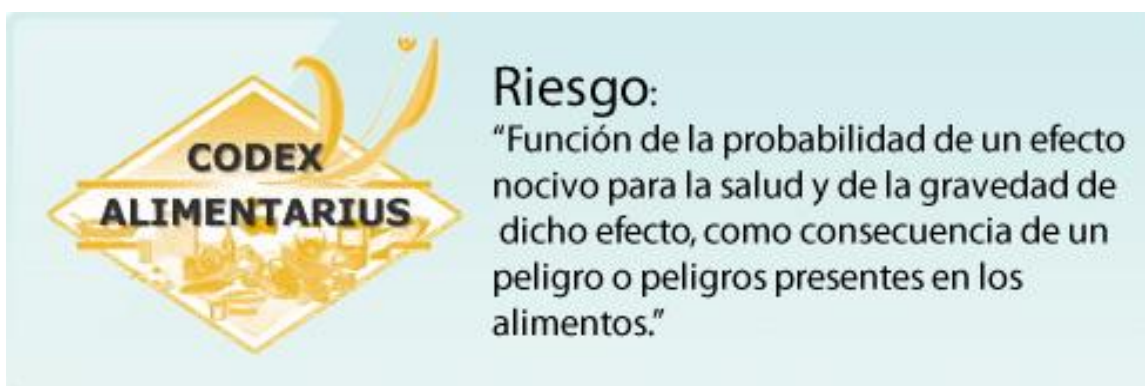 CODEX
ALIMENTARIUS
Riesgo:
“Función de la probabilidad de un efecto
nocivo para la salud y de la gravedad de
dicho efecto, como consecuencia de un
peligro o peligros presentes en los
alimentos.”